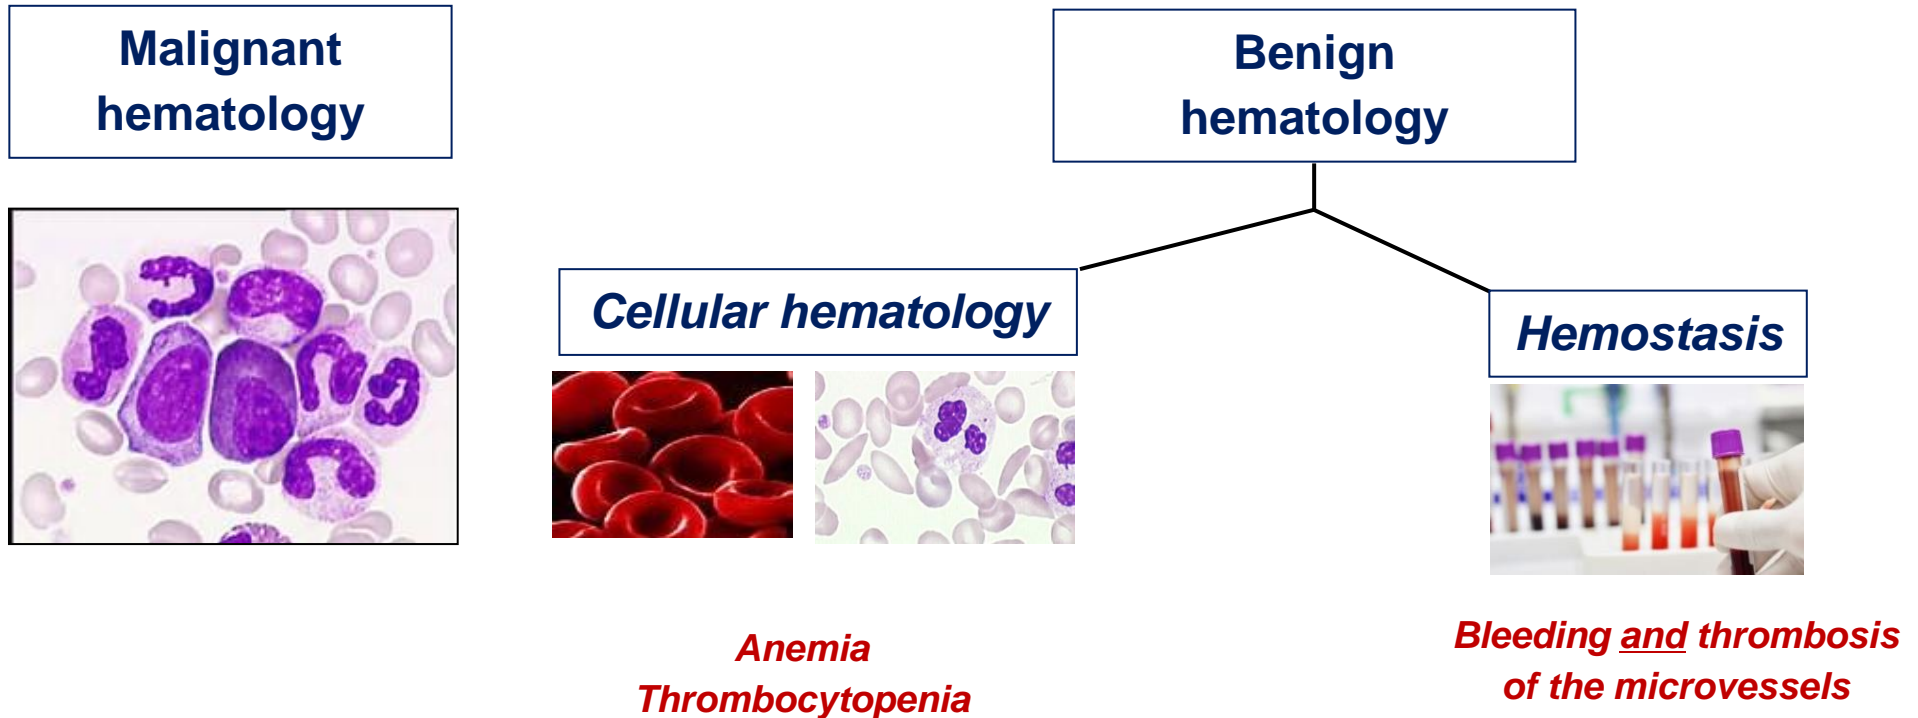 Malignant
hematology
Benign
hematology
Cellular hematology
Hemostasis
Anemia
Thrombocytopenia
Bleeding and thrombosis
of the microvessels